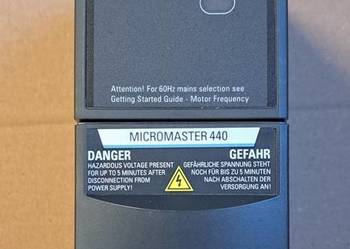 Attention! For 60Hz mains selection see
Getting Started Guide - Motor Frequency
MICROMASTER 440
DANGER
HAZARDOUS VOLTAGE PRESENT
FOR UP TO 5 MINUTES AFTER
DISCONNECTION FROM
POWER SUPPLY!
GEFAHR
GEFÄHRLICHE SPANNUNG STEHT
NOCH FÜR BIS ZU 5 MINUTEN
NACH ABSCHALTEN DER
VERSORGUNG AN!